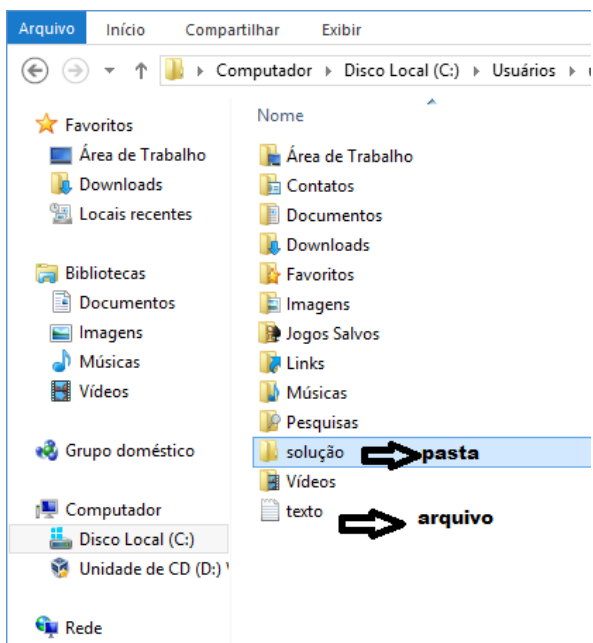 Arquivo Início Compartilhar Exibir
Computador Disco Local (C:) Usuários
Favoritos
Área de Trabalho
Downloads
Locais recentes
Bibliotecas
Documentos
Imagens
Músicas
Vídeos
Grupo doméstico
Computador
Disco Local (C:)
Unidade de CD (D:)
Rede
Nome
Área de Trabalho
Contatos
Documentos
Downloads
Favoritos
Imagens
Jogos Salvos
Links
Músicas
Pesquisas
solução pasta
Vídeos
texto arquivo